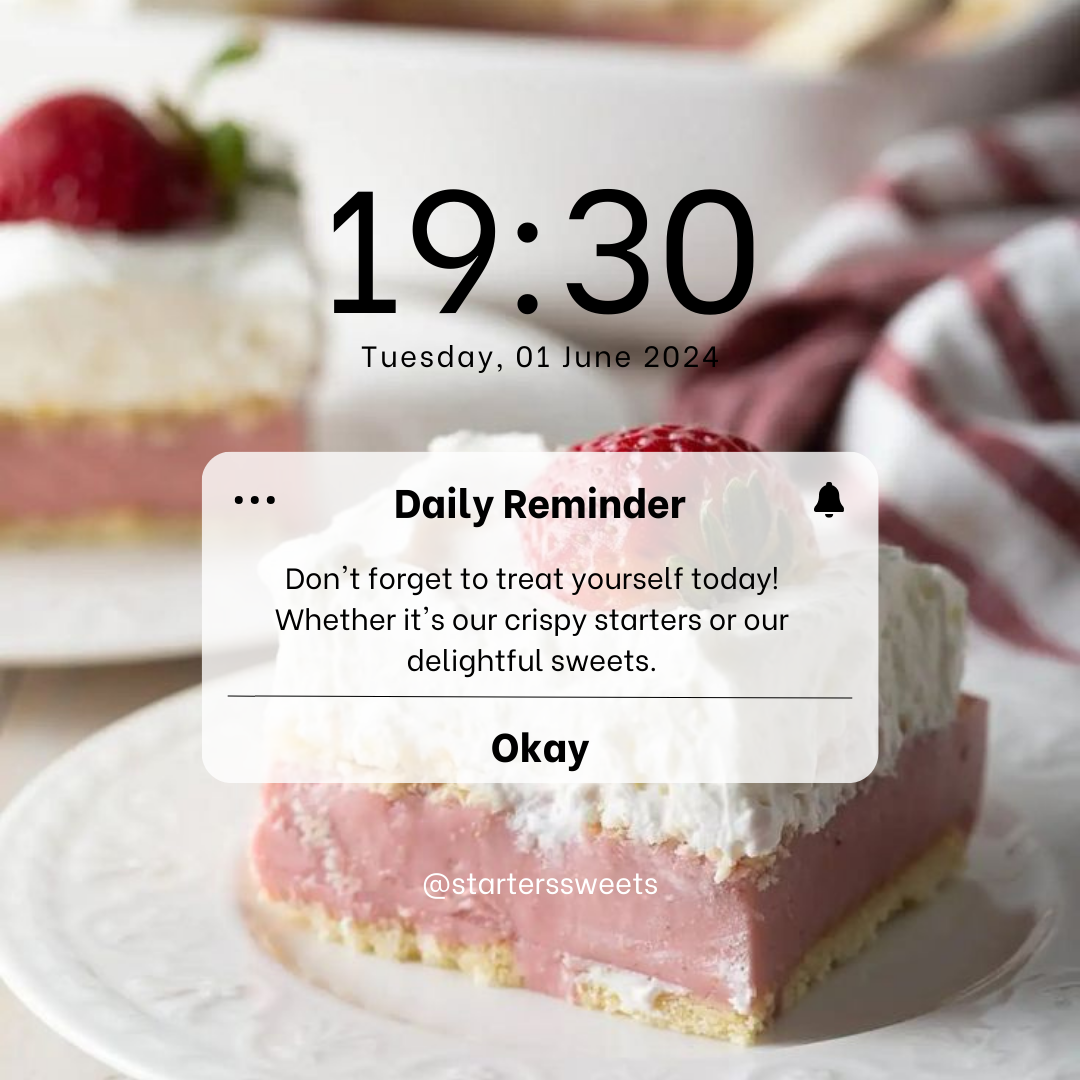 19:30
Tuesday, 01 June 2024
Daily Reminder
Don't forget to treat yourself today!
Whether it's our crispy starters or our
delightful sweets.
Okay
@starterssweets